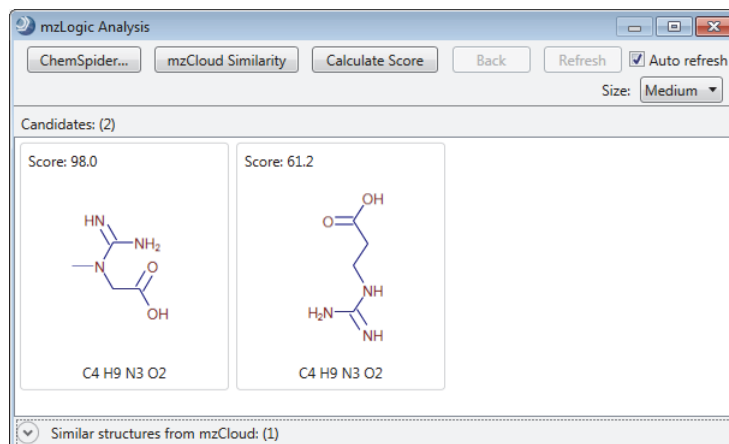 mzLogic Analysis
ChemSpider... mzCloud Similarity Calculate Score Back Refresh Auto refresh
Size: Medium
Candidates: (2)
Score: 98.0 Score: 61.2
OH
O
HN
NH2
N O
NH
OH H2N
NH
C4 H9 N3 O2 C4 H9 N3 O2
Similar structures from mzCloud: (1)